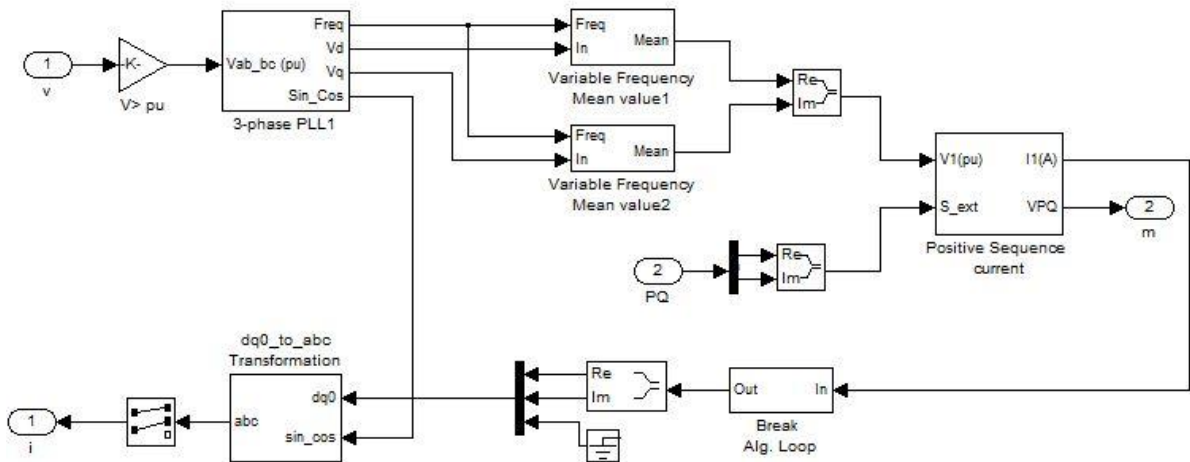 1
v
-K-
V> pu
Vab_bc (pu)
Freq
Vd
Vq
Sin_Cos
3-phase PLL1
Freq
In
Mean
Variable Frequency
Mean value1
Freq
In
Mean
Variable Frequency
Mean value2
Re
Im
V1(pu)
I1(A)
S_ext
VPQ
Positive Sequence
current
2
m
2
PQ
Re
Im
dq0_to_abc
Transformation
abc
dq0
sin_cos
1
i
Re
Im
Out
In
Break
Alg. Loop